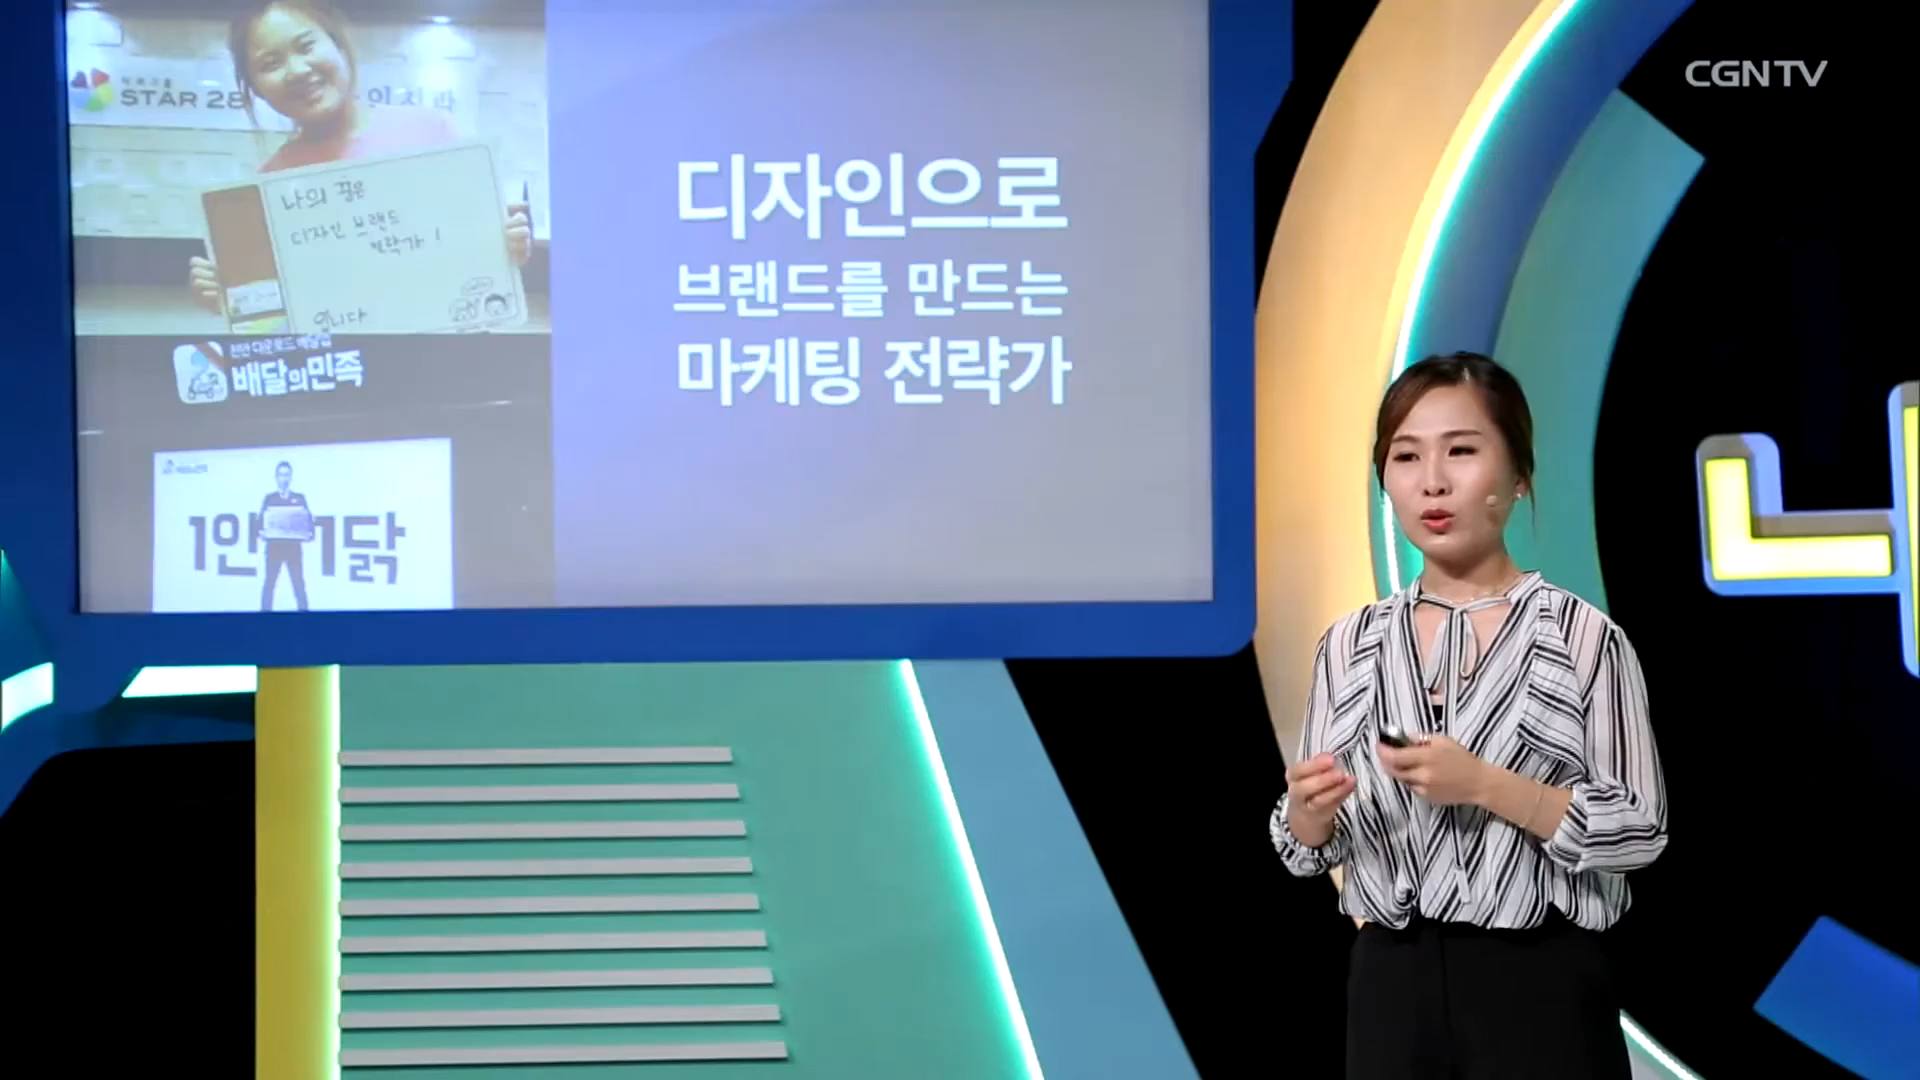 CGNTV
STAR 28
나의 꿈은
디자인 브랜드
전략가!
입니다
배달의민족
1인 1닭
디자인으로
브랜드를 만드는
마케팅 전략가